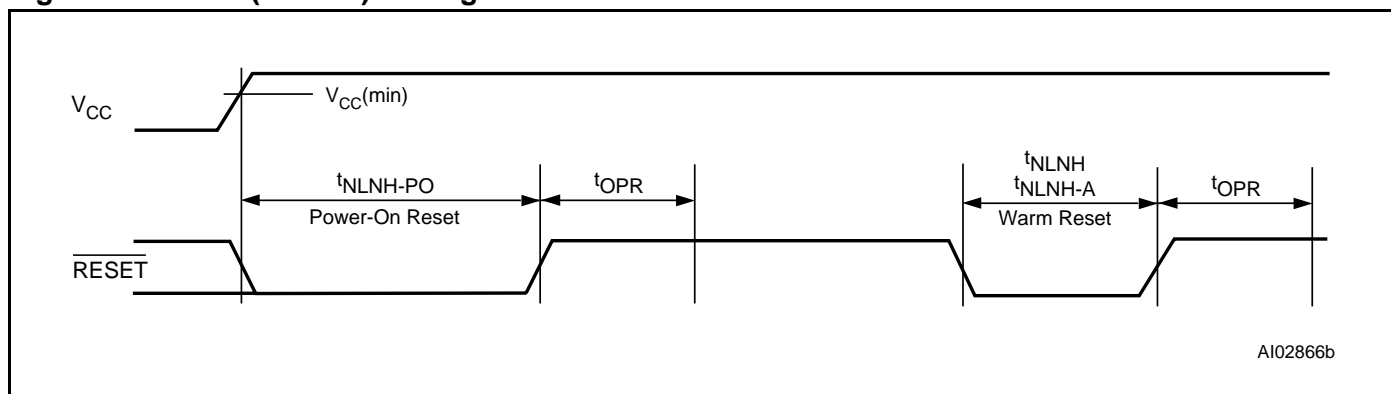 VCC
VCC(min)
tNLNH-PO
Power-On Reset
tOPR
tNLNH
tNLNH-A
Warm Reset
tOPR
RESET
AI02866b